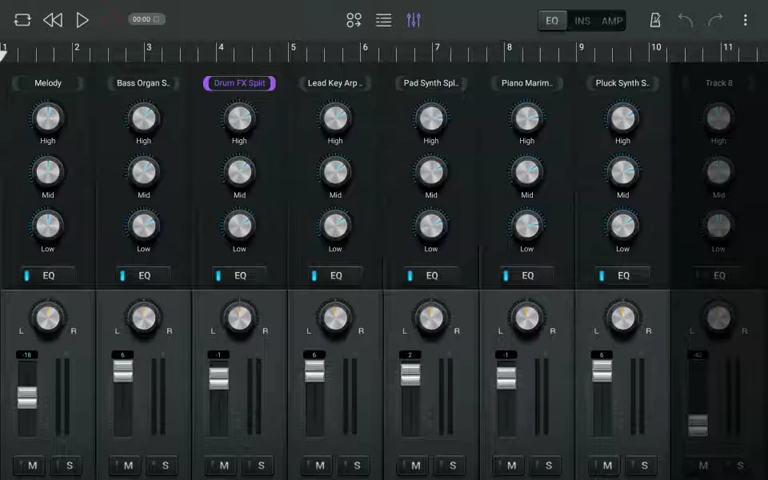 00:00
EQ INS AMP
1 2 3 4 5 6 7 8 9 10 11
Melody Bass Organ S.. Drum FX Split Lead Key Arp .. Pad Synth Spl.. Piano Marim.. Pluck Synth S.. Track 8
High High High High High High High High
Mid Mid Mid Mid Mid Mid Mid Mid
Low Low Low Low Low Low Low Low
EQ EQ EQ EQ EQ EQ EQ EQ
L R L R L R L R L R L R L R L R
6 -1 6 2 -1 6
M S M S M S M S M S M S M S M S